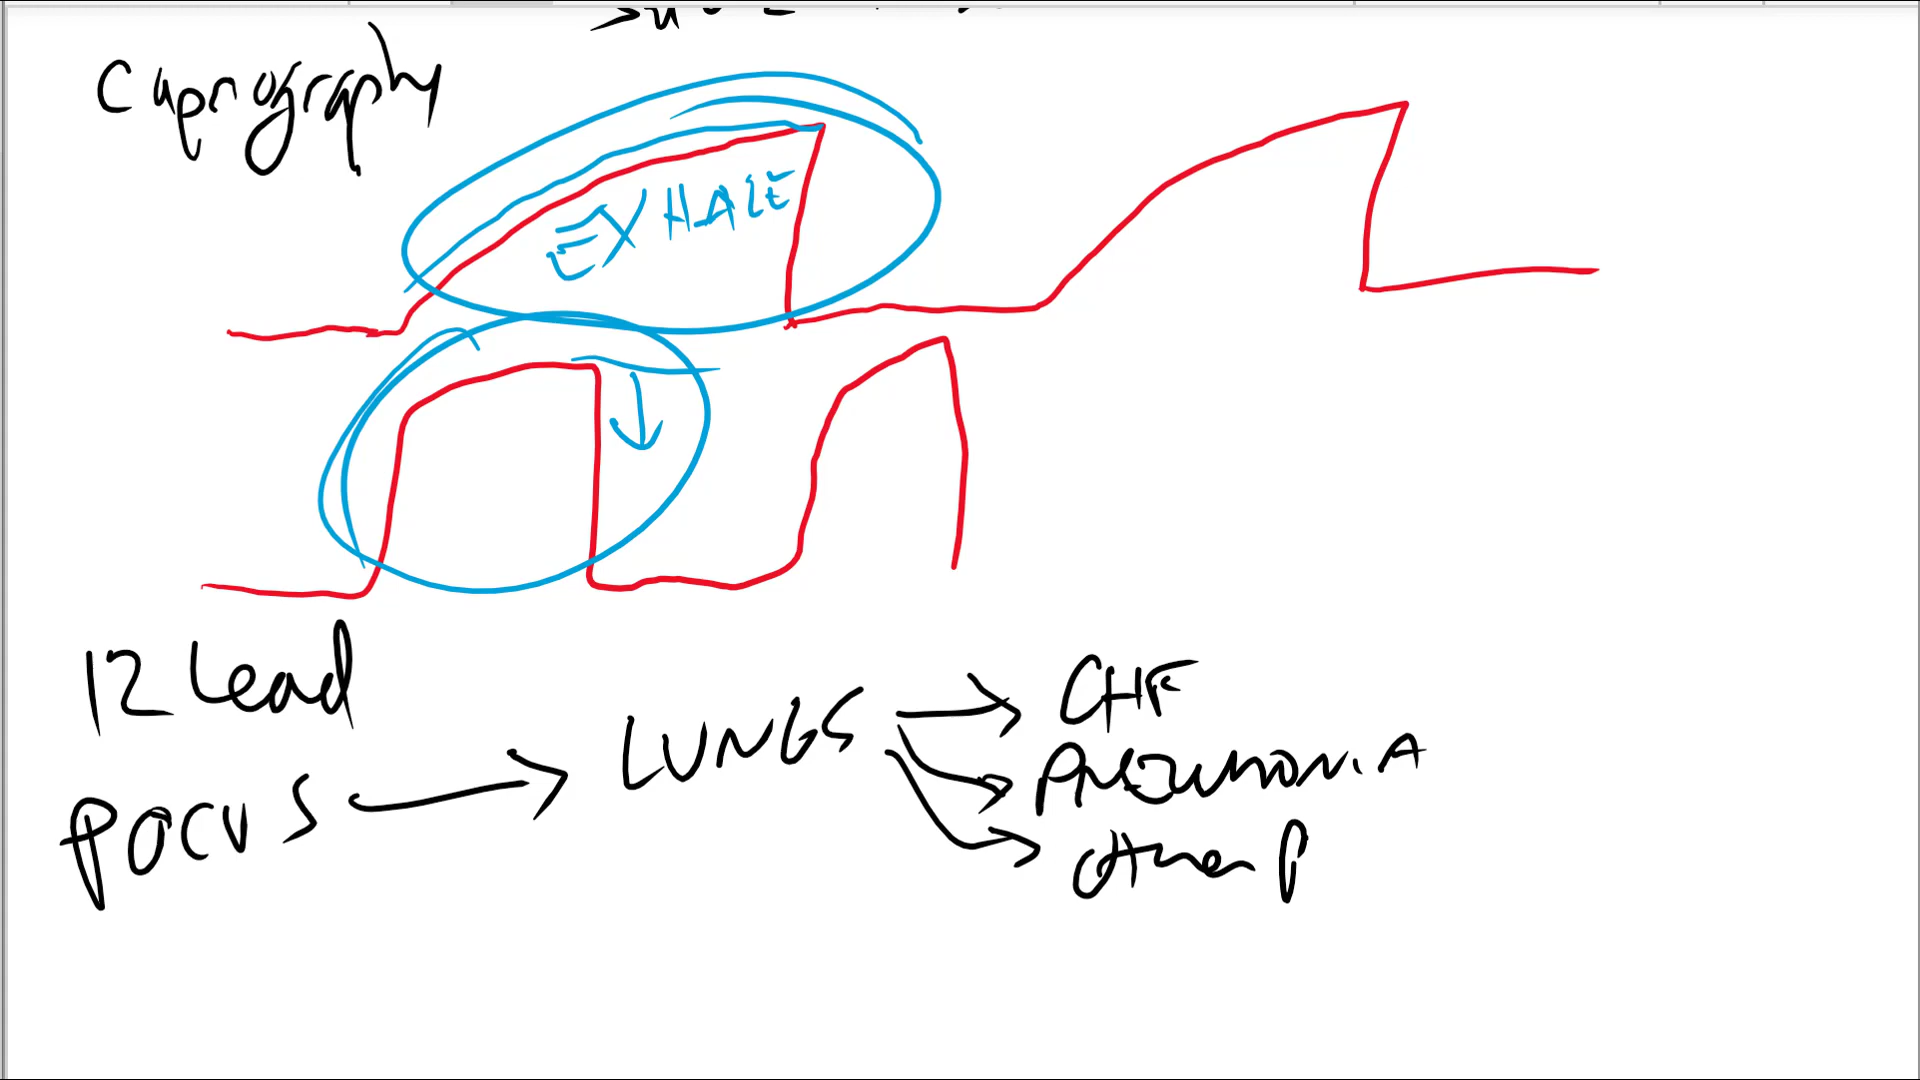 Capnography
EXHALE
12 Lead
POCUS
LUNGS
CHF
PNEUMONIA
other P